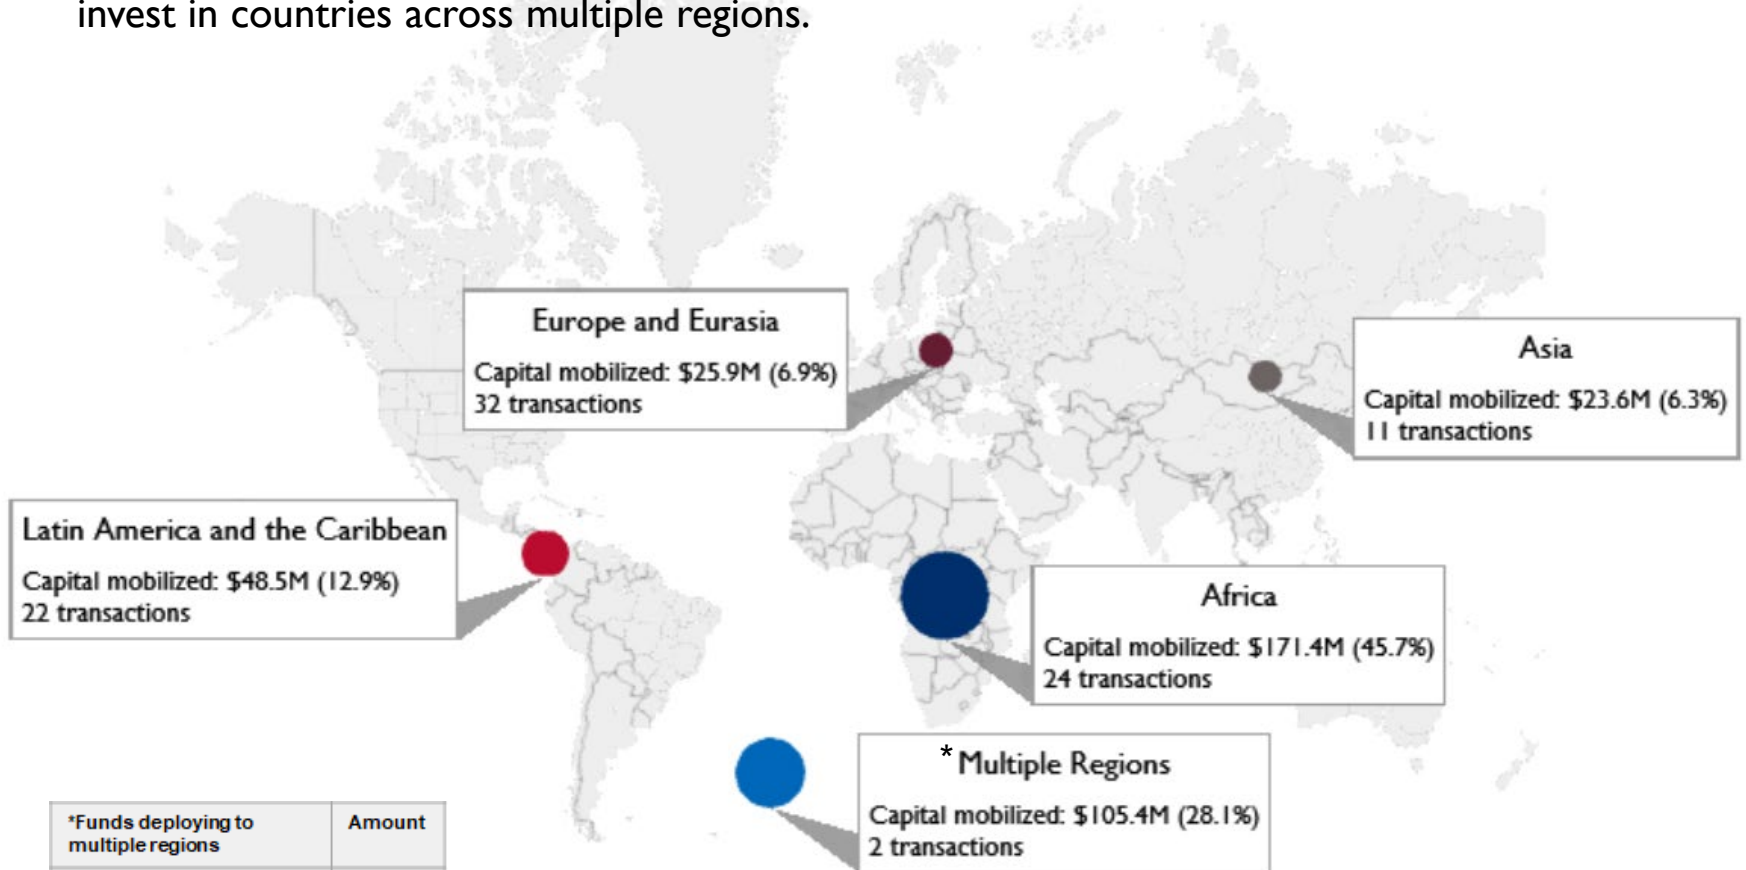 invest in countries across multiple regions.
Europe and Eurasia
Capital mobilized: $25.9M (6.9%)
32 transactions
Asia
Capital mobilized: $23.6M (6.3%)
11 transactions
Latin America and the Caribbean
Capital mobilized: $48.5M (12.9%)
22 transactions
Africa
Capital mobilized: $171.4M (45.7%)
24 transactions
*Multiple Regions
Capital mobilized: $105.4M (28.1%)
2 transactions
*Funds deploying to
multiple regions
Amount